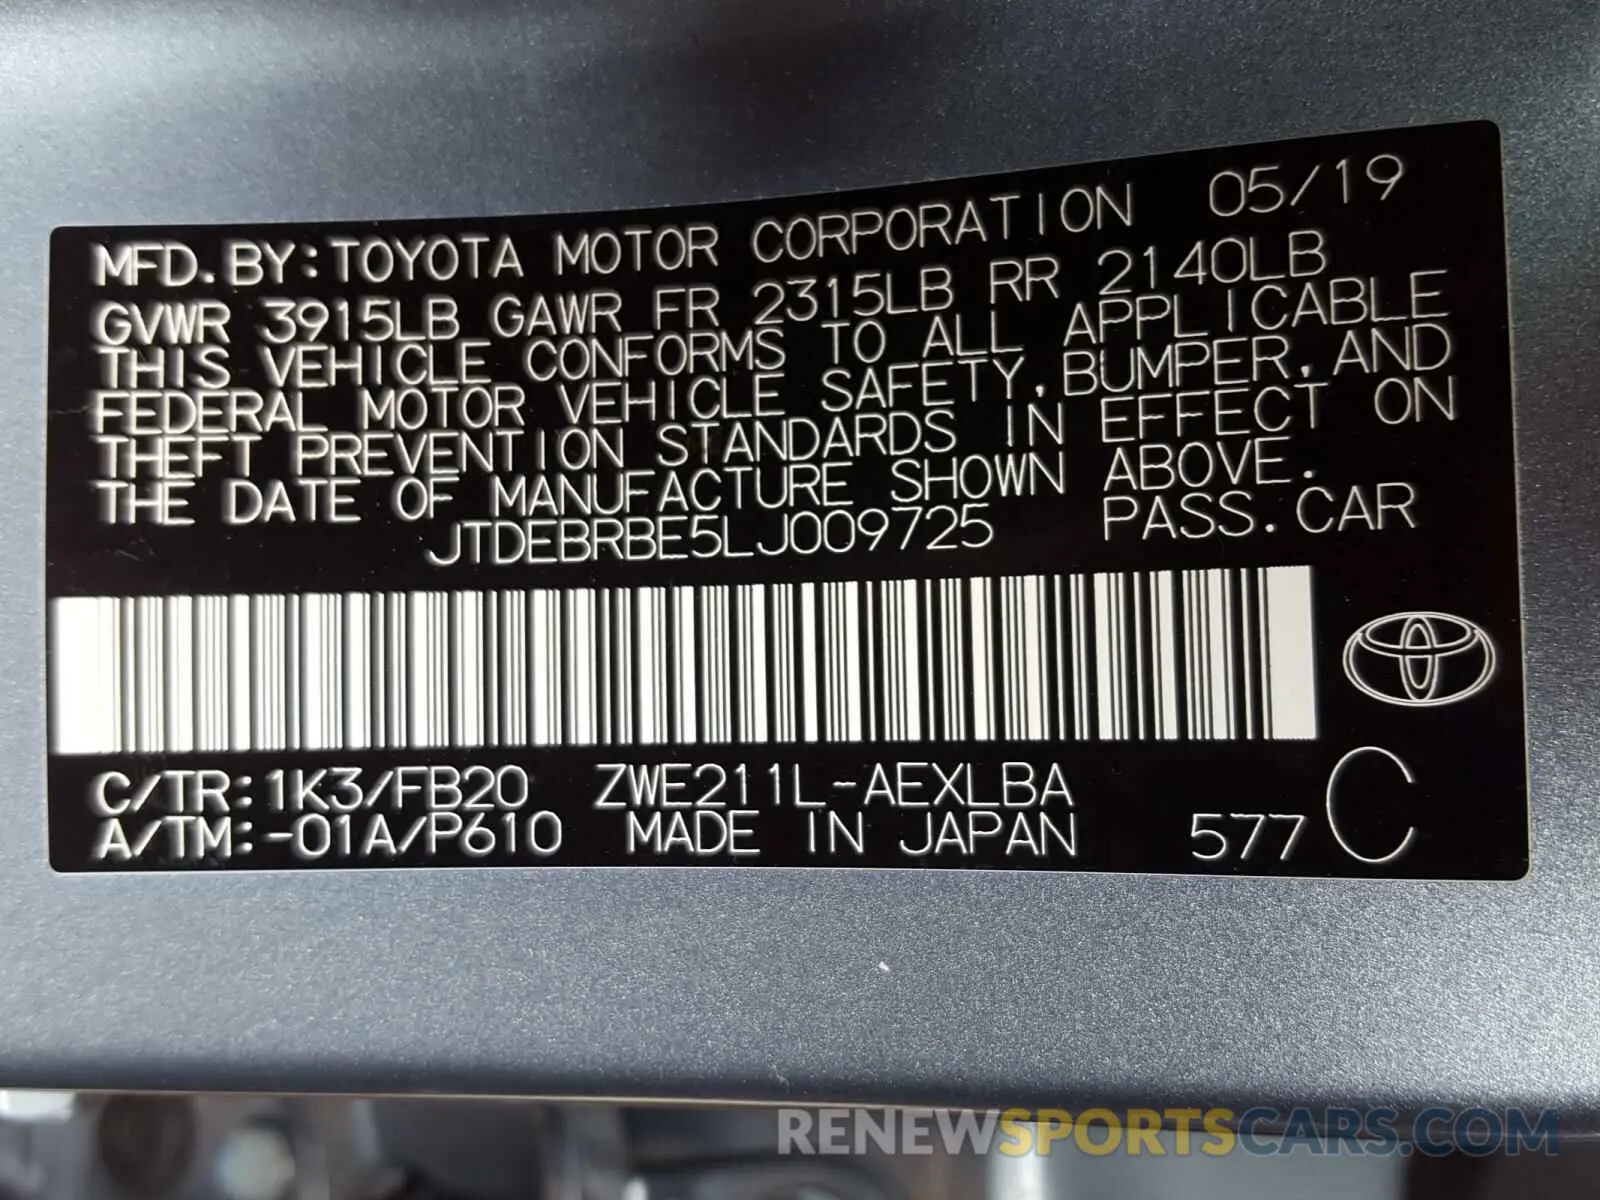 MFD. BY: TOYOTA MOTOR CORPORATION 05/19
GVWR 3915LB GAWR FR 2315LB RR 2140LB
THIS VEHICLE CONFORMS TO ALL APPLICABLE
FEDERAL MOTOR VEHICLE SAFETY, BUMPER, AND
THEFT PREVENTION STANDARDS IN EFFECT ON
THE DATE OF MANUFACTURE SHOWN ABOVE.
JTDEBRBE5LJ009725 PASS. CAR
C/TR: 1K3/FB20 ZWE211L-AEXLBA
A/TM: -01A/P610 MADE IN JAPAN 577 C
RENEWSPORTSCARS.COM